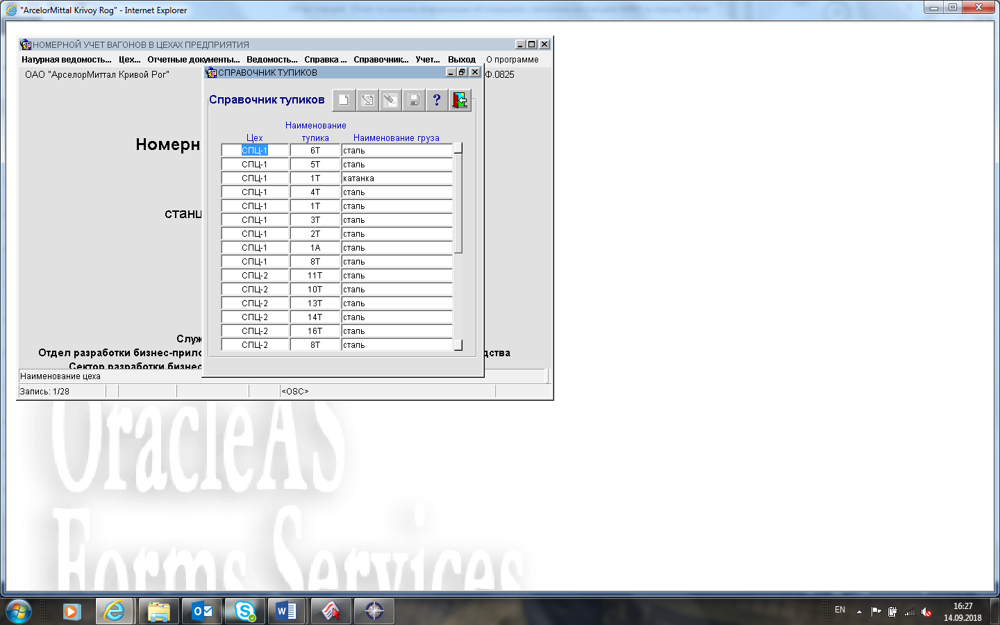 "ArcelorMittal Krivoy Rog" - Internet Explorer
НОМЕРНОЙ УЧЕТ ВАГОНОВ В ЦЕХАХ ПРЕДПРИЯТИЯ
Натурная ведомость... Цех... Отчетные документы... Ведомость... Справка ... Справочник... Учет... Выход О программе
ОАО "АрселорМиттал Кривой Рог"
Ф.0825
СПРАВОЧНИК ТУПИКОВ
Справочник тупиков
?
Наименование
Цех тупика Наименование груза
СПЦ-1 6Т сталь
СПЦ-1 5Т сталь
СПЦ-1 1Т катанка
СПЦ-1 4Т сталь
СПЦ-1 1Т сталь
СПЦ-1 3Т сталь
СПЦ-1 2Т сталь
СПЦ-1 1А сталь
СПЦ-1 8Т сталь
СПЦ-2 11Т сталь
СПЦ-2 10Т сталь
СПЦ-2 13Т сталь
СПЦ-2 14Т сталь
СПЦ-2 16Т сталь
СПЦ-2 8Т сталь
Номерн
станц
Служ
Отдел разработки бизнес-прило дства
Сектор разработки бизнес
Наименование цеха
Запись: 1/28 <OSC>
OracleAS
Forms Services
EN
16:27
14.09.2018